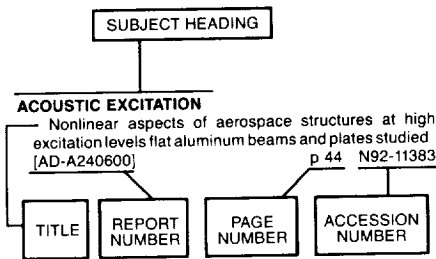 SUBJECT HEADING
ACOUSTIC EXCITATION
Nonlinear aspects of aerospace structures at high
excitation levels flat aluminum beams and plates studied
[AD-A240600] p 44 N92-11383
TITLE
REPORT
NUMBER
PAGE
NUMBER
ACCESSION
NUMBER